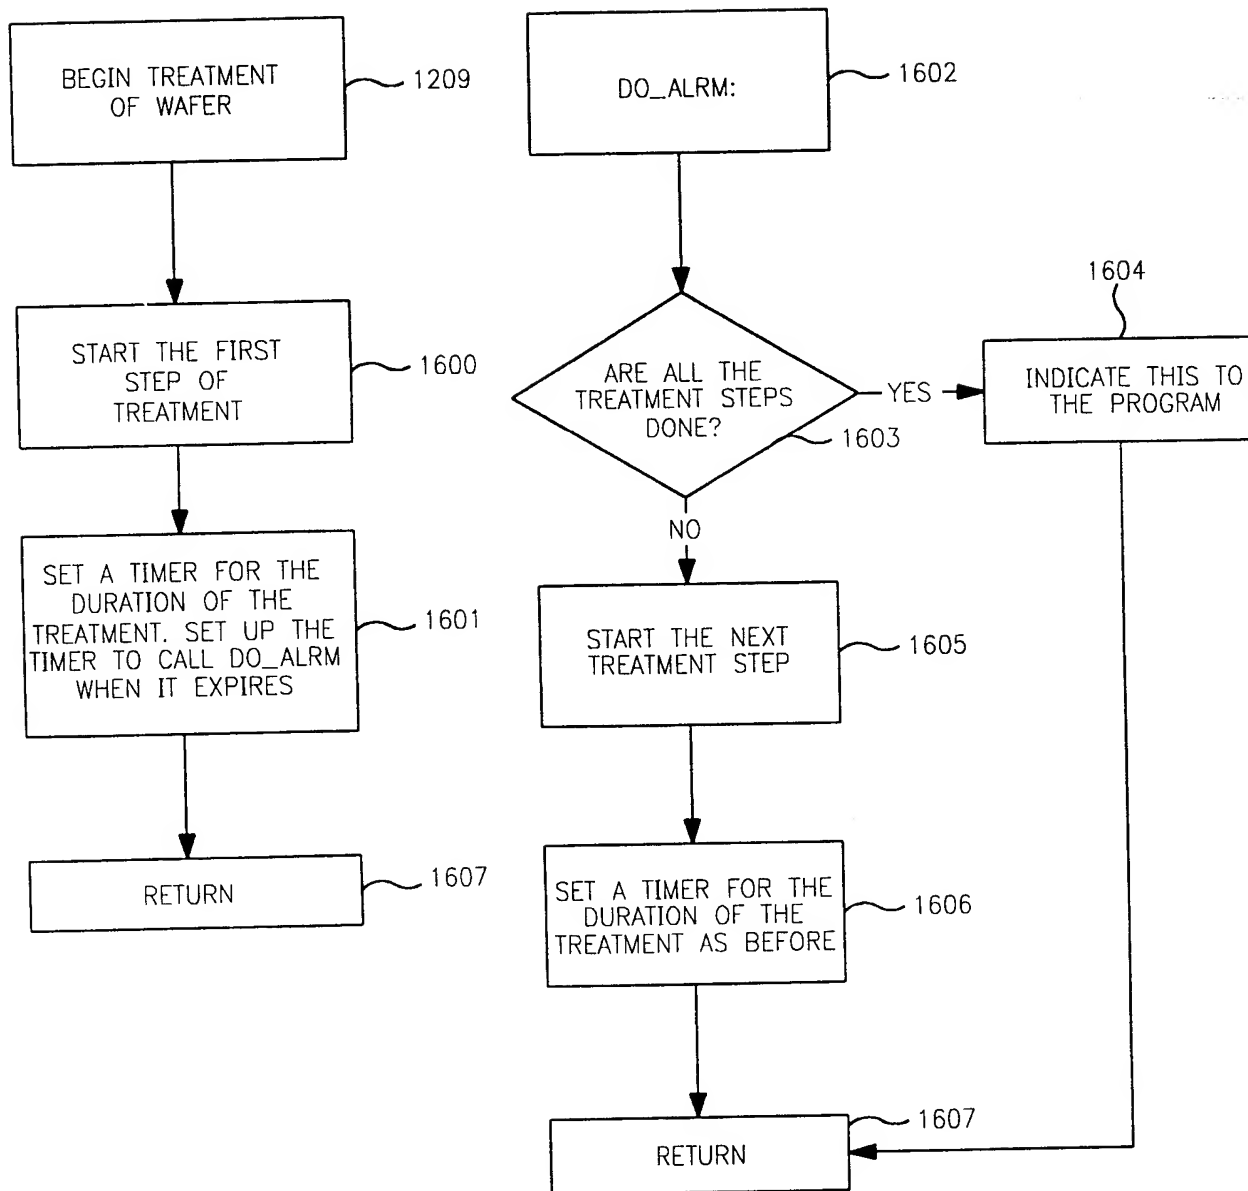 BEGIN TREATMENT
OF WAFER
1209
START THE FIRST
STEP OF
TREATMENT
1600
SET A TIMER FOR THE
DURATION OF THE
TREATMENT. SET UP THE
TIMER TO CALL DO_ALRM
WHEN IT EXPIRES
1601
RETURN
1607
DO_ALRM:
1602
ARE ALL THE
TREATMENT STEPS
DONE?
1603
YES
1604
INDICATE THIS TO
THE PROGRAM
NO
START THE NEXT
TREATMENT STEP
1605
SET A TIMER FOR THE
DURATION OF THE
TREATMENT AS BEFORE
1606
RETURN
1607